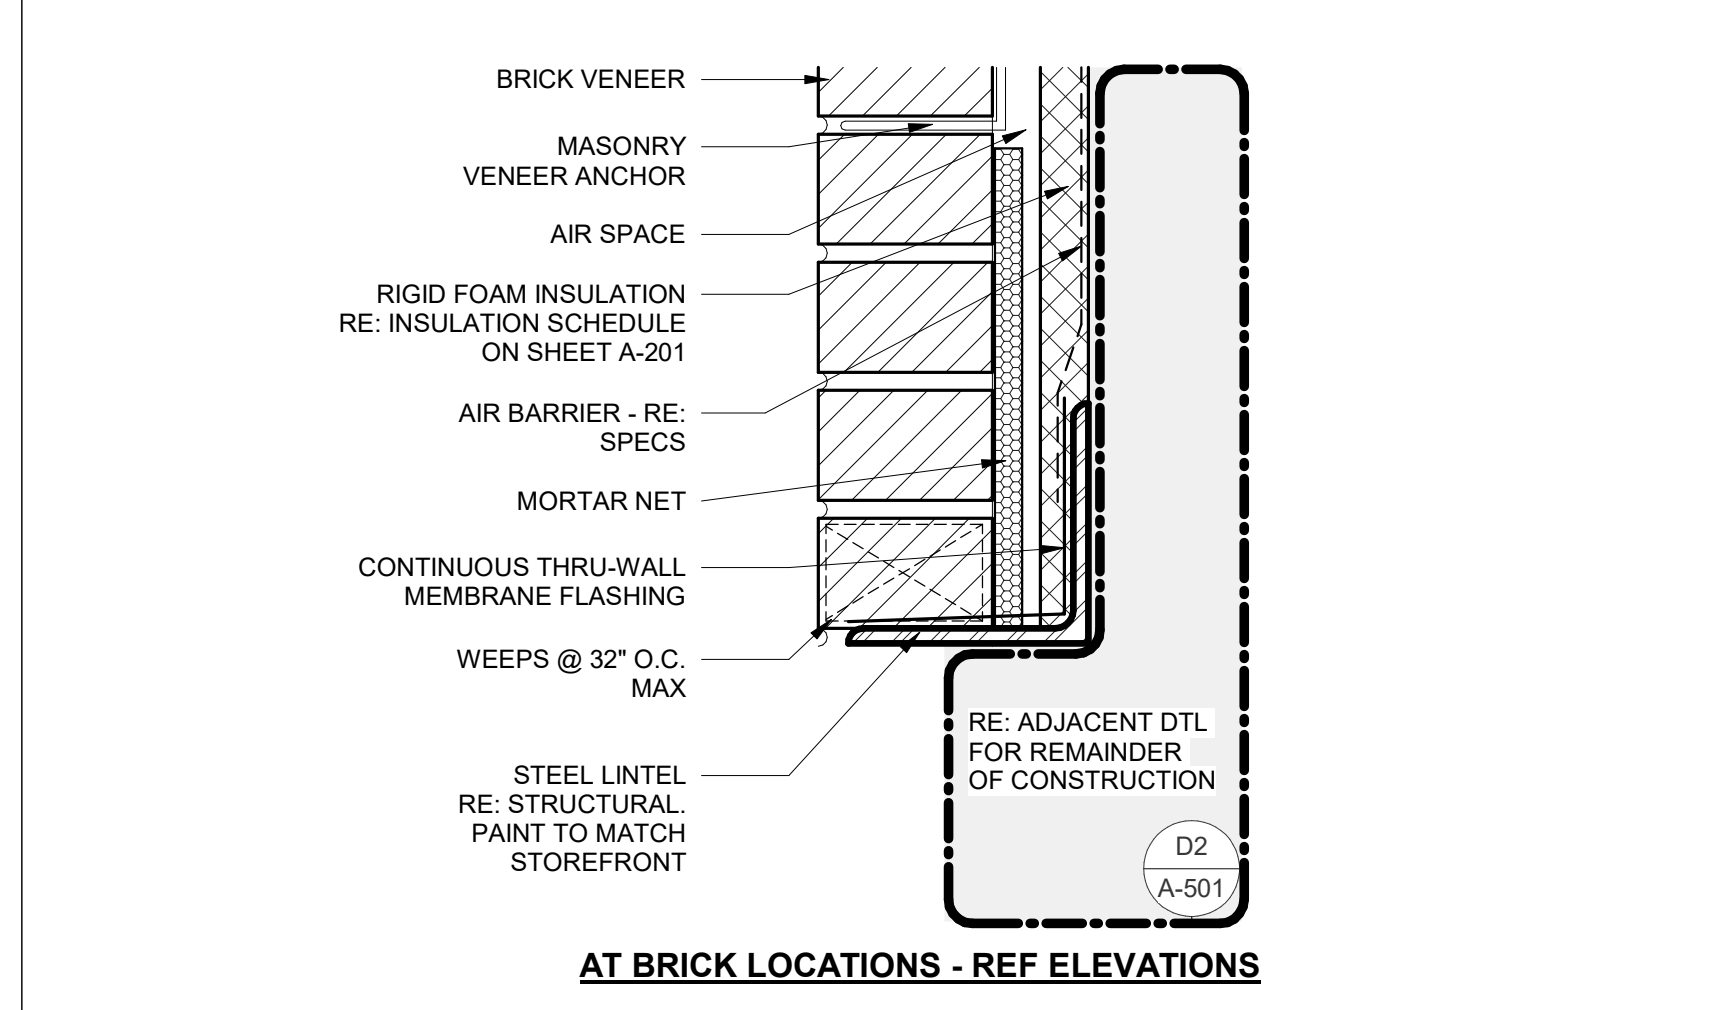 BRICK VENEER
MASONRY
VENEER ANCHOR
AIR SPACE
RIGID FOAM INSULATION
RE: INSULATION SCHEDULE
ON SHEET A-201
AIR BARRIER - RE:
SPECS
MORTAR NET
CONTINUOUS THRU-WALL
MEMBRANE FLASHING
WEEPS @ 32" O.C.
MAX
STEEL LINTEL
RE: STRUCTURAL.
PAINT TO MATCH
STOREFRONT
RE: ADJACENT DTL
FOR REMAINDER
OF CONSTRUCTION
D2
A-501
AT BRICK LOCATIONS - REF ELEVATIONS